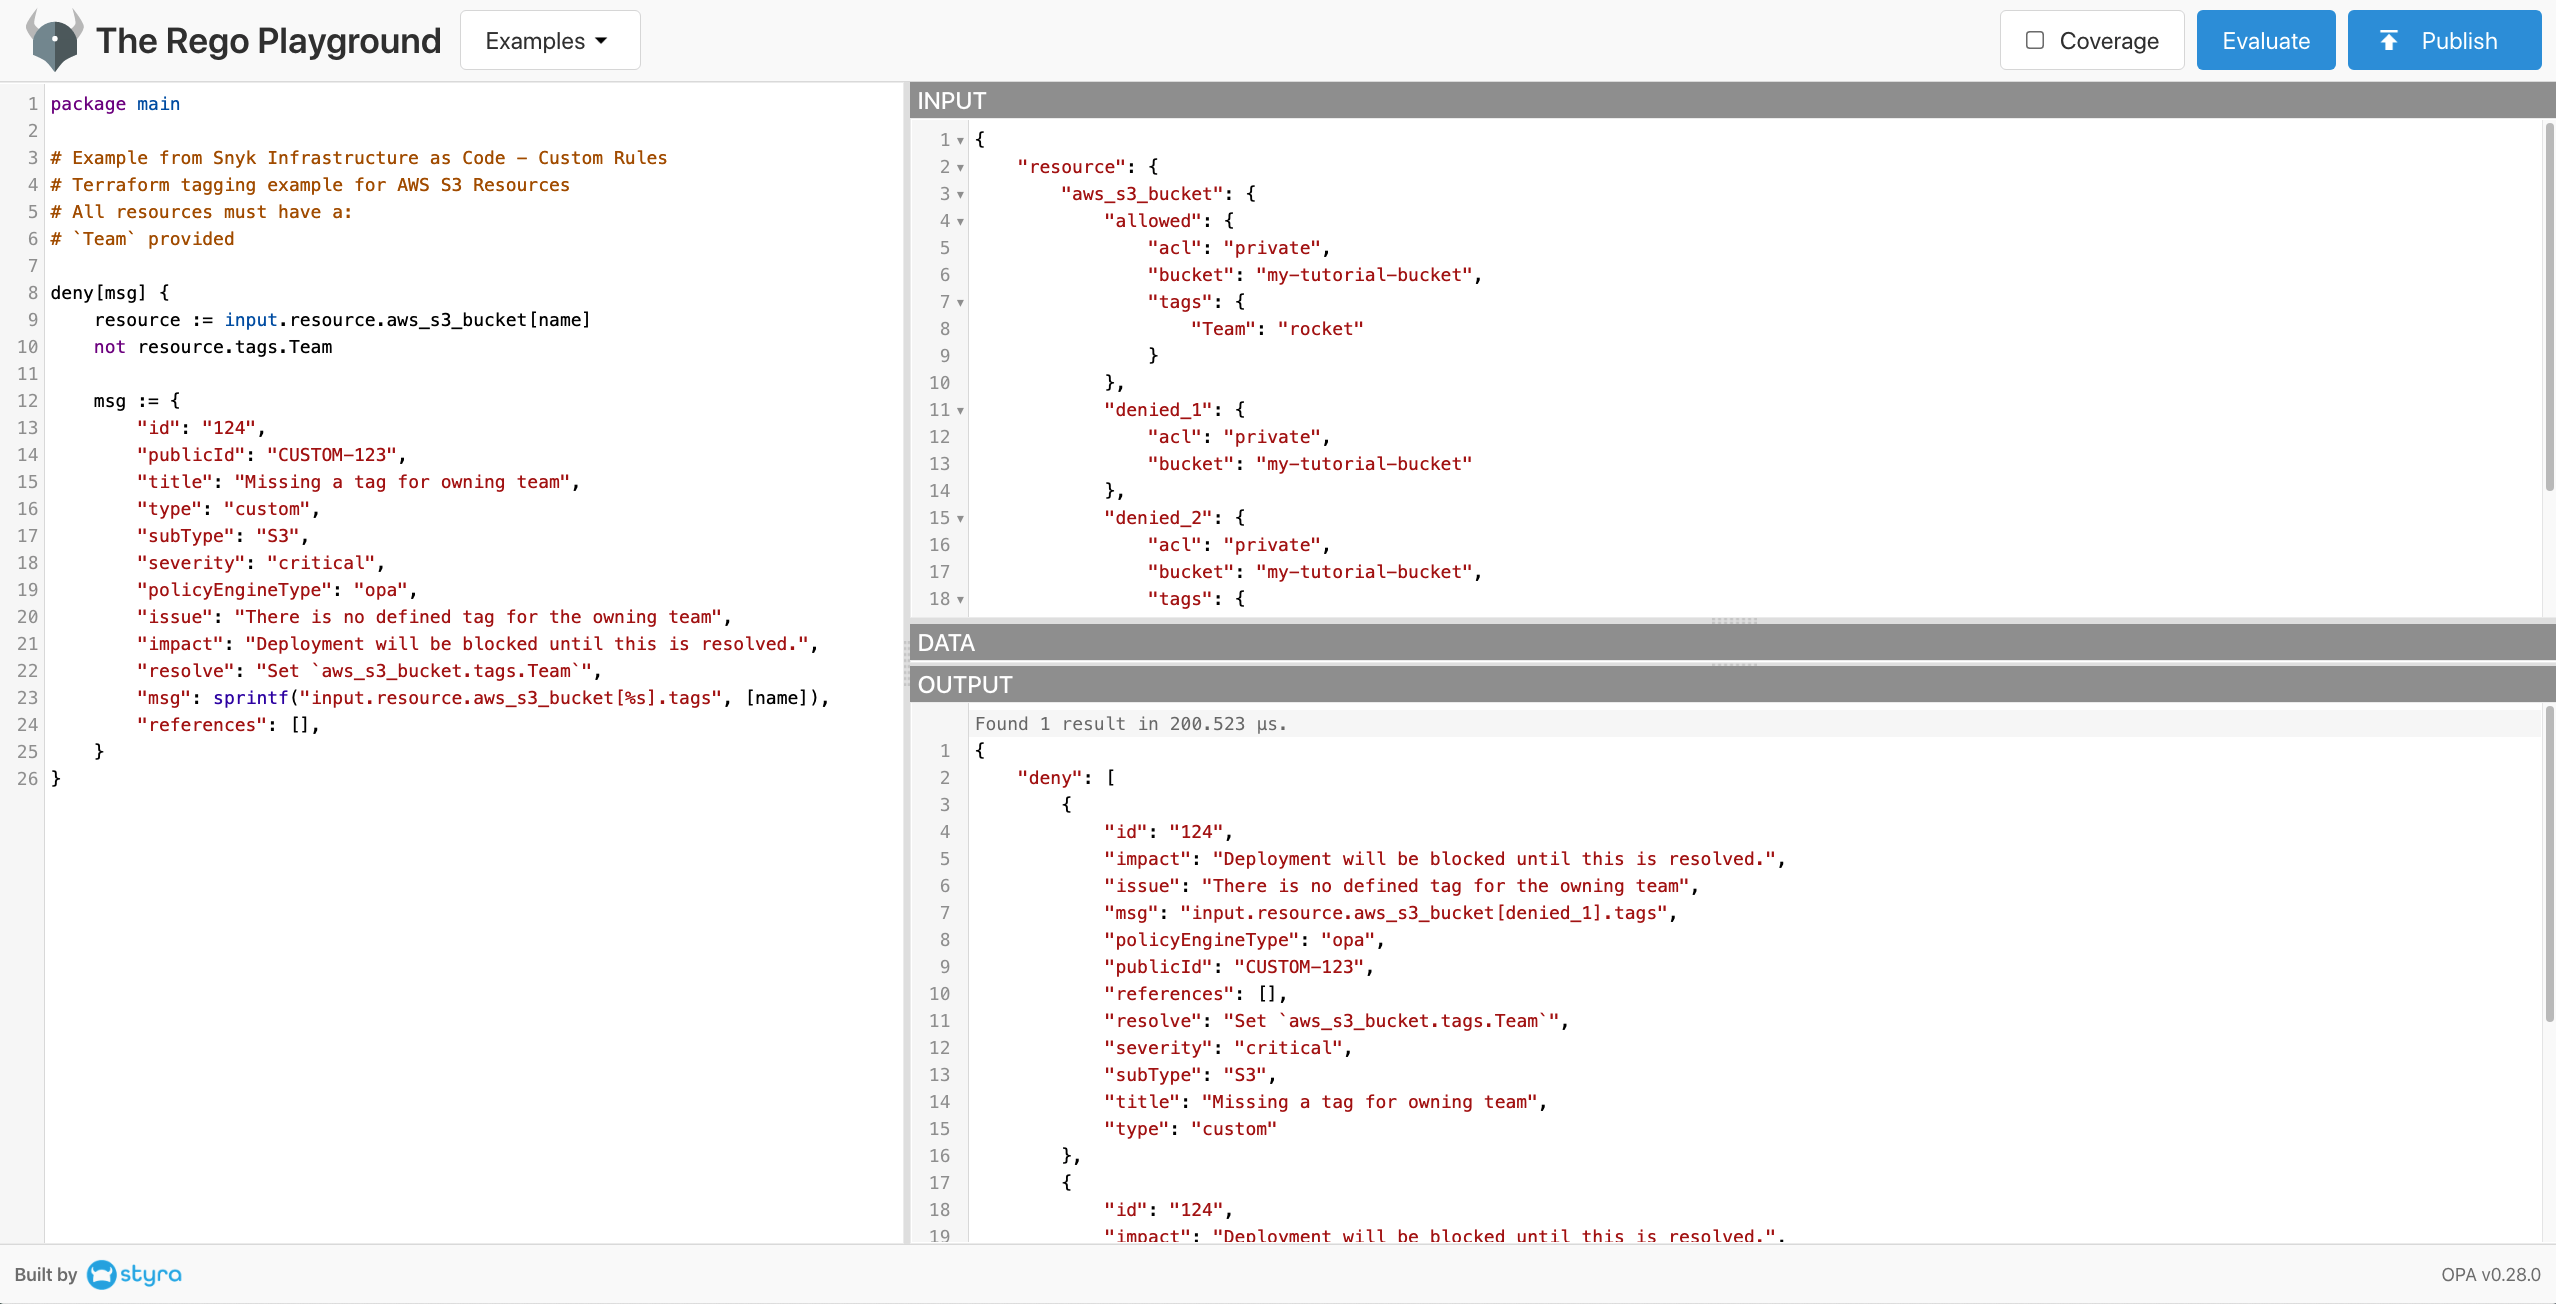 The Rego Playground
Examples
Coverage
Evaluate
Publish
1 package main
2
3 # Example from Snyk Infrastructure as Code - Custom Rules
4 # Terraform tagging example for AWS S3 Resources
5 # All resources must have a:
6 # `Team` provided
7
8 deny[msg] {
9     resource := input.resource.aws_s3_bucket[name]
10     not resource.tags.Team
11
12     msg := {
13         "id": "124",
14         "publicId": "CUSTOM-123",
15         "title": "Missing a tag for owning team",
16         "type": "custom",
17         "subType": "S3",
18         "severity": "critical",
19         "policyEngineType": "opa",
20         "issue": "There is no defined tag for the owning team",
21         "impact": "Deployment will be blocked until this is resolved.",
22         "resolve": "Set `aws_s3_bucket.tags.Team`",
23         "msg": sprintf("input.resource.aws_s3_bucket[%s].tags", [name]),
24         "references": [],
25     }
26 }
INPUT
1 {
2     "resource": {
3         "aws_s3_bucket": {
4             "allowed": {
5                 "acl": "private",
6                 "bucket": "my-tutorial-bucket",
7                 "tags": {
8                     "Team": "rocket"
9                 }
10             },
11             "denied_1": {
12                 "acl": "private",
13                 "bucket": "my-tutorial-bucket"
14             },
15             "denied_2": {
16                 "acl": "private",
17                 "bucket": "my-tutorial-bucket",
18                 "tags": {
DATA
OUTPUT
Found 1 result in 200.523 µs.
1 {
2     "deny": [
3         {
4             "id": "124",
5             "impact": "Deployment will be blocked until this is resolved.",
6             "issue": "There is no defined tag for the owning team",
7             "msg": "input.resource.aws_s3_bucket[denied_1].tags",
8             "policyEngineType": "opa",
9             "publicId": "CUSTOM-123",
10             "references": [],
11             "resolve": "Set `aws_s3_bucket.tags.Team`",
12             "severity": "critical",
13             "subType": "S3",
14             "title": "Missing a tag for owning team",
15             "type": "custom"
16         },
17         {
18             "id": "124",
19             "impact": "Deployment will be blocked until this is resolved.",
Built by styra
OPA v0.28.0